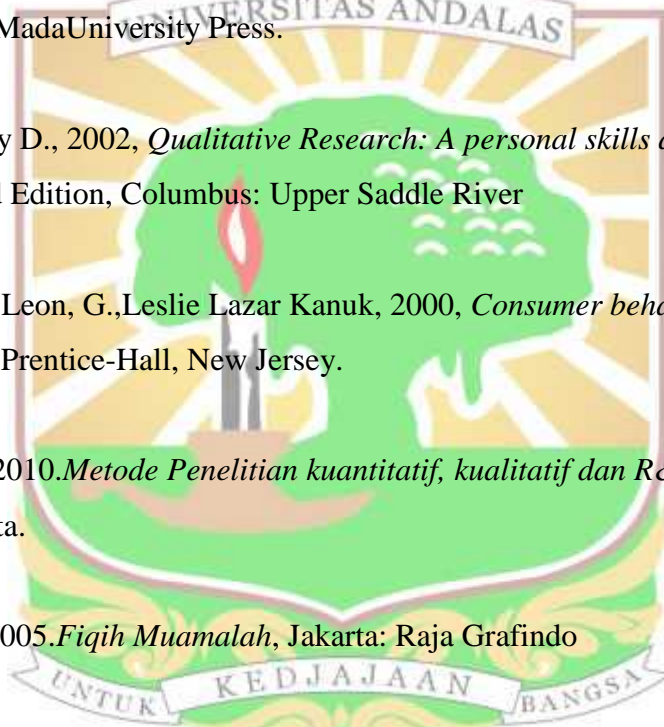 UNIVERSITAS ANDALAS
MadaUniversity Press.
y D., 2002, Qualitative Research: A personal skills a
Edition, Columbus: Upper Saddle River
Leon, G.,Leslie Lazar Kanuk, 2000, Consumer beha
Prentice-Hall, New Jersey.
2010.Metode Penelitian kuantitatif, kualitatif dan R&
ta.
005.Fiqih Muamalah, Jakarta: Raja Grafindo
UNTUK KEDJAJAAN BANGSA